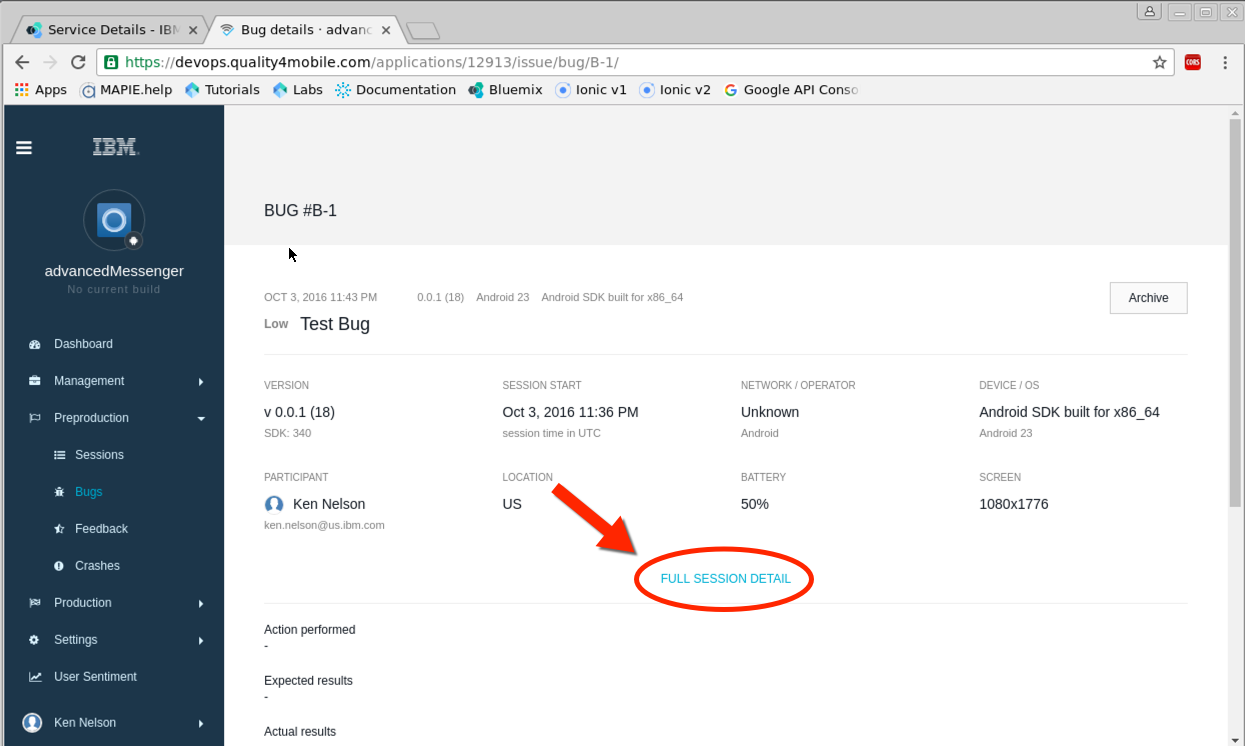 Service Details - IBM
Bug details · advanc
https://devops.quality4mobile.com/applications/12913/issue/bug/B-1/
CORS
Apps MAPIE.help Tutorials Labs Documentation Bluemix Ionic v1 Ionic v2 Google API Conso
IBM
advancedMessenger
No current build
Dashboard
Management
Preproduction
Sessions
Bugs
Feedback
Crashes
Production
Settings
User Sentiment
Ken Nelson
BUG #B-1
OCT 3, 2016 11:43 PM 0.0.1 (18) Android 23 Android SDK built for x86_64
Archive
Low Test Bug
VERSION SESSION START NETWORK / OPERATOR DEVICE / OS
v 0.0.1 (18) Oct 3, 2016 11:36 PM Unknown Android SDK built for x86_64
SDK: 340 session time in UTC Android Android 23
PARTICIPANT LOCATION BATTERY SCREEN
Ken Nelson US 50% 1080x1776
ken.nelson@us.ibm.com
FULL SESSION DETAIL
Action performed
-
Expected results
-
Actual results